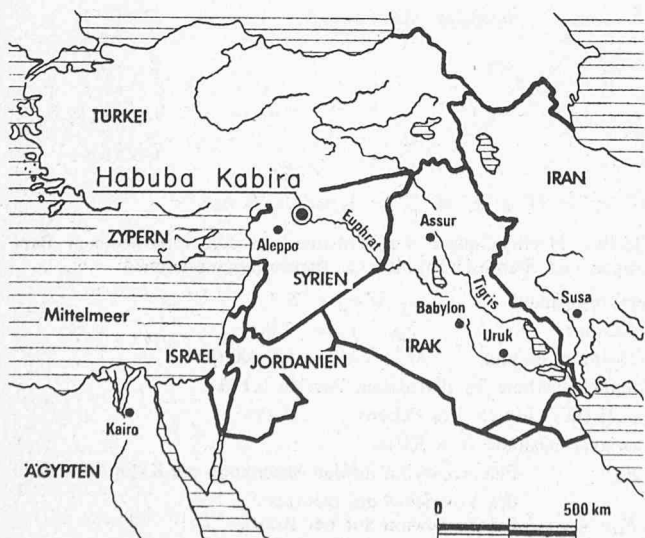 TÜRKEI
Habuba Kabira
IRAN
ZYPERN
Aleppo
Euphrat
Assur
SYRIEN
Tigris
Susa
Mittelmeer
Babylon
Uruk
ISRAEL
JORDANIEN
IRAK
Kairo
ÄGYPTEN
0 500 km